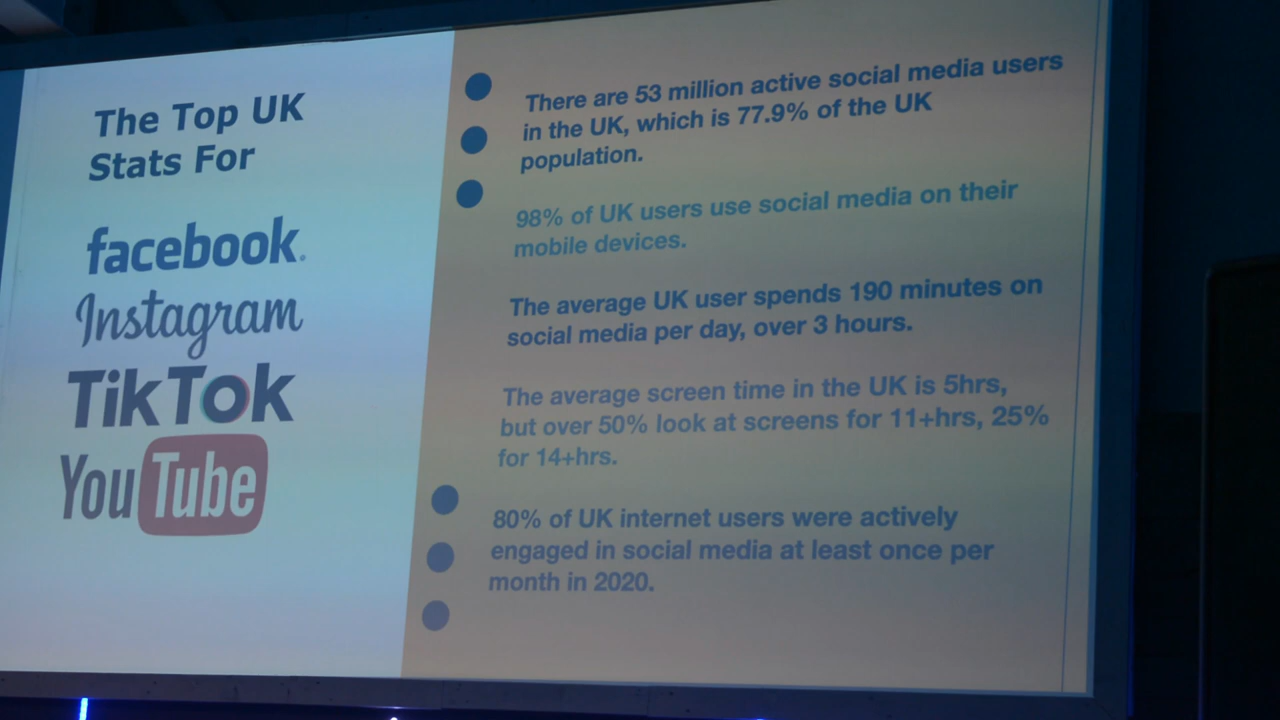 The Top UK
Stats For
facebook.
Instagram
TikTok
YouTube
There are 53 million active social media users
in the UK, which is 77.9% of the UK
population.
98% of UK users use social media on their
mobile devices.
The average UK user spends 190 minutes on
social media per day, over 3 hours.
The average screen time in the UK is 5hrs,
but over 50% look at screens for 11+hrs, 25%
for 14+hrs.
80% of UK internet users were actively
engaged in social media at least once per
month in 2020.